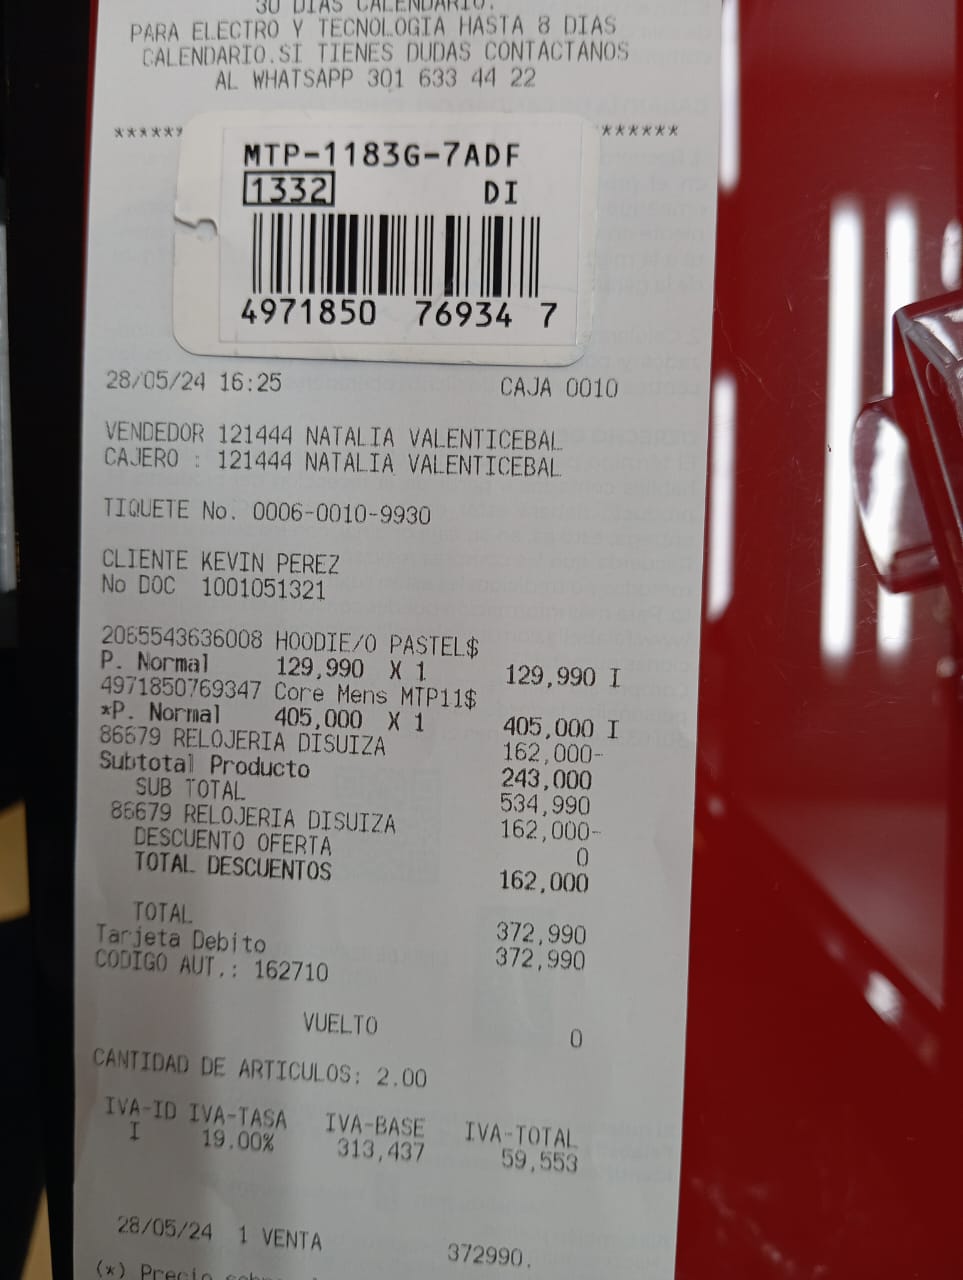 30 DIAS CALENDARIO.
PARA ELECTRO Y TECNOLOGIA HASTA 8 DIAS
CALENDARIO.SI TIENES DUDAS CONTACTANOS
AL WHATSAPP 301 633 44 22
****** *******
MTP-1183G-7ADF
1332 DI
4971850 76934 7
28/05/24 16:25 CAJA 0010
VENDEDOR 121444 NATALIA VALENTICEBAL
CAJERO : 121444 NATALIA VALENTICEBAL
TIQUETE No. 0006-0010-9930
CLIENTE KEVIN PEREZ
No DOC 1001051321
2065543636008 HOODIE/O PASTEL$
P. Normal 129,990 X 1 129,990 I
4971850769347 Core Mens MTP11$
*P. Normal 405,000 X 1 405,000 I
86679 RELOJERIA DISUIZA 162,000-
Subtotal Producto 243,000
SUB TOTAL 534,990
86679 RELOJERIA DISUIZA 162,000-
DESCUENTO OFERTA 0
TOTAL DESCUENTOS 162,000
TOTAL 372,990
Tarjeta Debito 372,990
CODIGO AUT.: 162710
VUELTO 0
CANTIDAD DE ARTICULOS: 2.00
IVA-ID IVA-TASA IVA-BASE IVA-TOTAL
I 19.00% 313,437 59,553
28/05/24 1 VENTA 372990.
(*) Precio